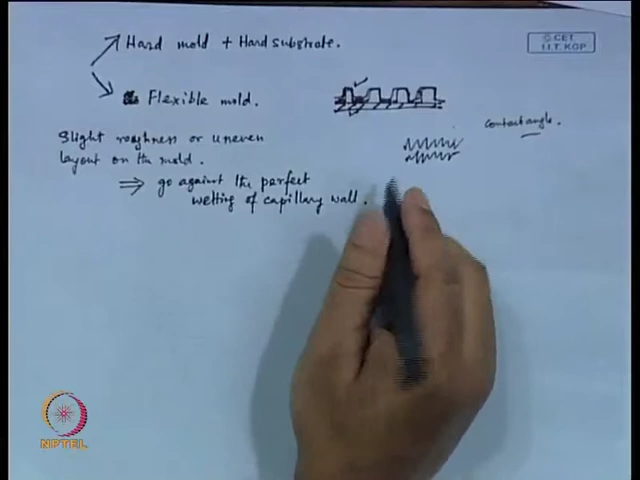 Hard mold + Hard substrate.
© CET
I.I.T. KGP
Flexible mold.
contact angle.
Slight roughness or uneven
layout on the mold.
⇒ go against the perfect
wetting of capillary wall.
NPTEL